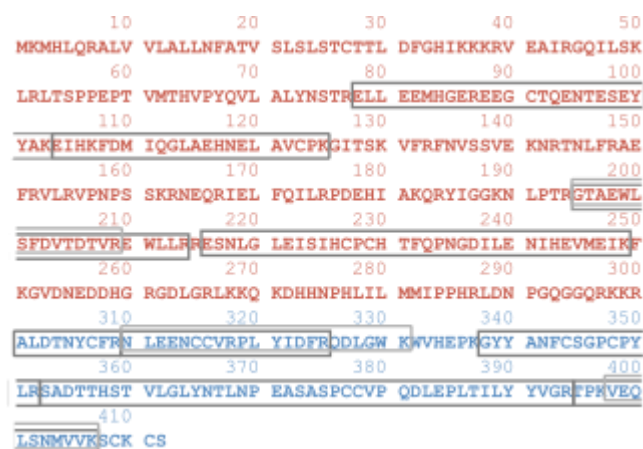 10 20 30 40 50
MKMHLQRALV VLALLNFATV SLSLSTCTTL DFGHIKKKRV EAIRGQILSK
60 70 80 90 100
LRLTSPPEPT VMTHVPYQVL ALYNSTRELL EEMHGEREEG CTQENTESEY
110 120 130 140 150
YAKEIHKFDM IQGLAEHNEL AVCPKGITSK VFRFNVSSVE KNRTNLFRAE
160 170 180 190 200
FRVLRVPNPS SKRNEQRIEL FQILRPDEHI AKQRYIGGKN LPTRGTAEWL
210 220 230 240 250
SFDVTDTVRE WLLRRESNLG LEISIHCPCH TFQPNGDILE NIHEVMEIKF
260 270 280 290 300
KGVDNEDDHG RGDLGRLKKQ KDHHNPHLIL MMIPPHRLDN PGQGGQRKKR
310 320 330 340 350
ALDTNYCFRN LEENCCVRPL YIDFRQDLGW KWVHEPKGYY ANFCSGPCPY
360 370 380 390 400
LRSADTTHST VLGLYNTLNP EASASPCCVP QDLEPLTILY YVGRTPKVEQ
410
LSNMVVKSCK CS